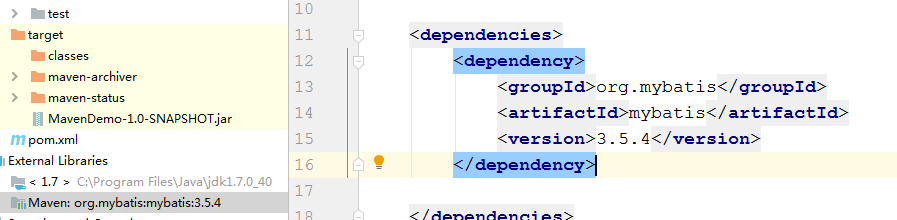 test
target
classes
maven-archiver
maven-status
MavenDemo-1.0-SNAPSHOT.jar
pom.xml
External Libraries
< 1.7 > C:\Program Files\Java\jdk1.7.0_40
Maven: org.mybatis:mybatis:3.5.4
10
11 <dependencies>
12 <dependency>
13 <groupId>org.mybatis</groupId>
14 <artifactId>mybatis</artifactId>
15 <version>3.5.4</version>
16 </dependency>
17
18 </dependencies>